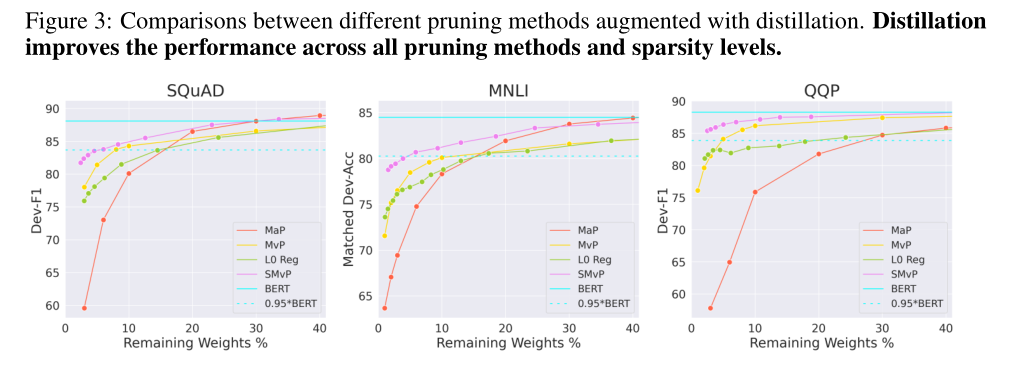 Figure 3: Comparisons between different pruning methods augmented with distillation. Distillation
improves the performance across all pruning methods and sparsity levels.
SQuAD
90
85
80
75
70
65
60
Dev-F1
0
10
20
30
40
Remaining Weights %
MaP
MvP
L0 Reg
SMvP
BERT
0.95*BERT
MNLI
85
80
75
70
65
Matched Dev-Acc
0
10
20
30
40
Remaining Weights %
MaP
MvP
L0 Reg
SMvP
BERT
0.95*BERT
QQP
90
85
80
75
70
65
60
Dev-F1
0
10
20
30
40
Remaining Weights %
MaP
MvP
L0 Reg
SMvP
BERT
0.95*BERT